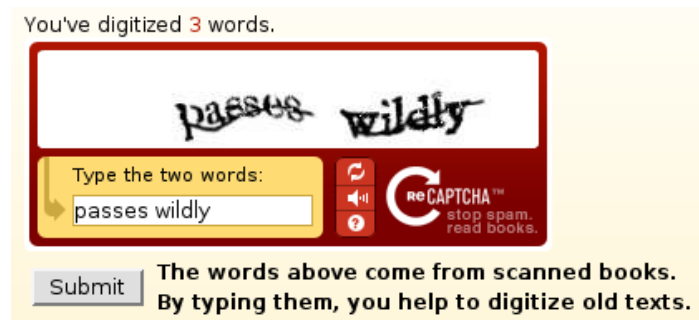 You've digitized 3 words.
passes wildly
Type the two words:
passes wildly
reCAPTCHA™
stop spam.
read books.
Submit
The words above come from scanned books.
By typing them, you help to digitize old texts.